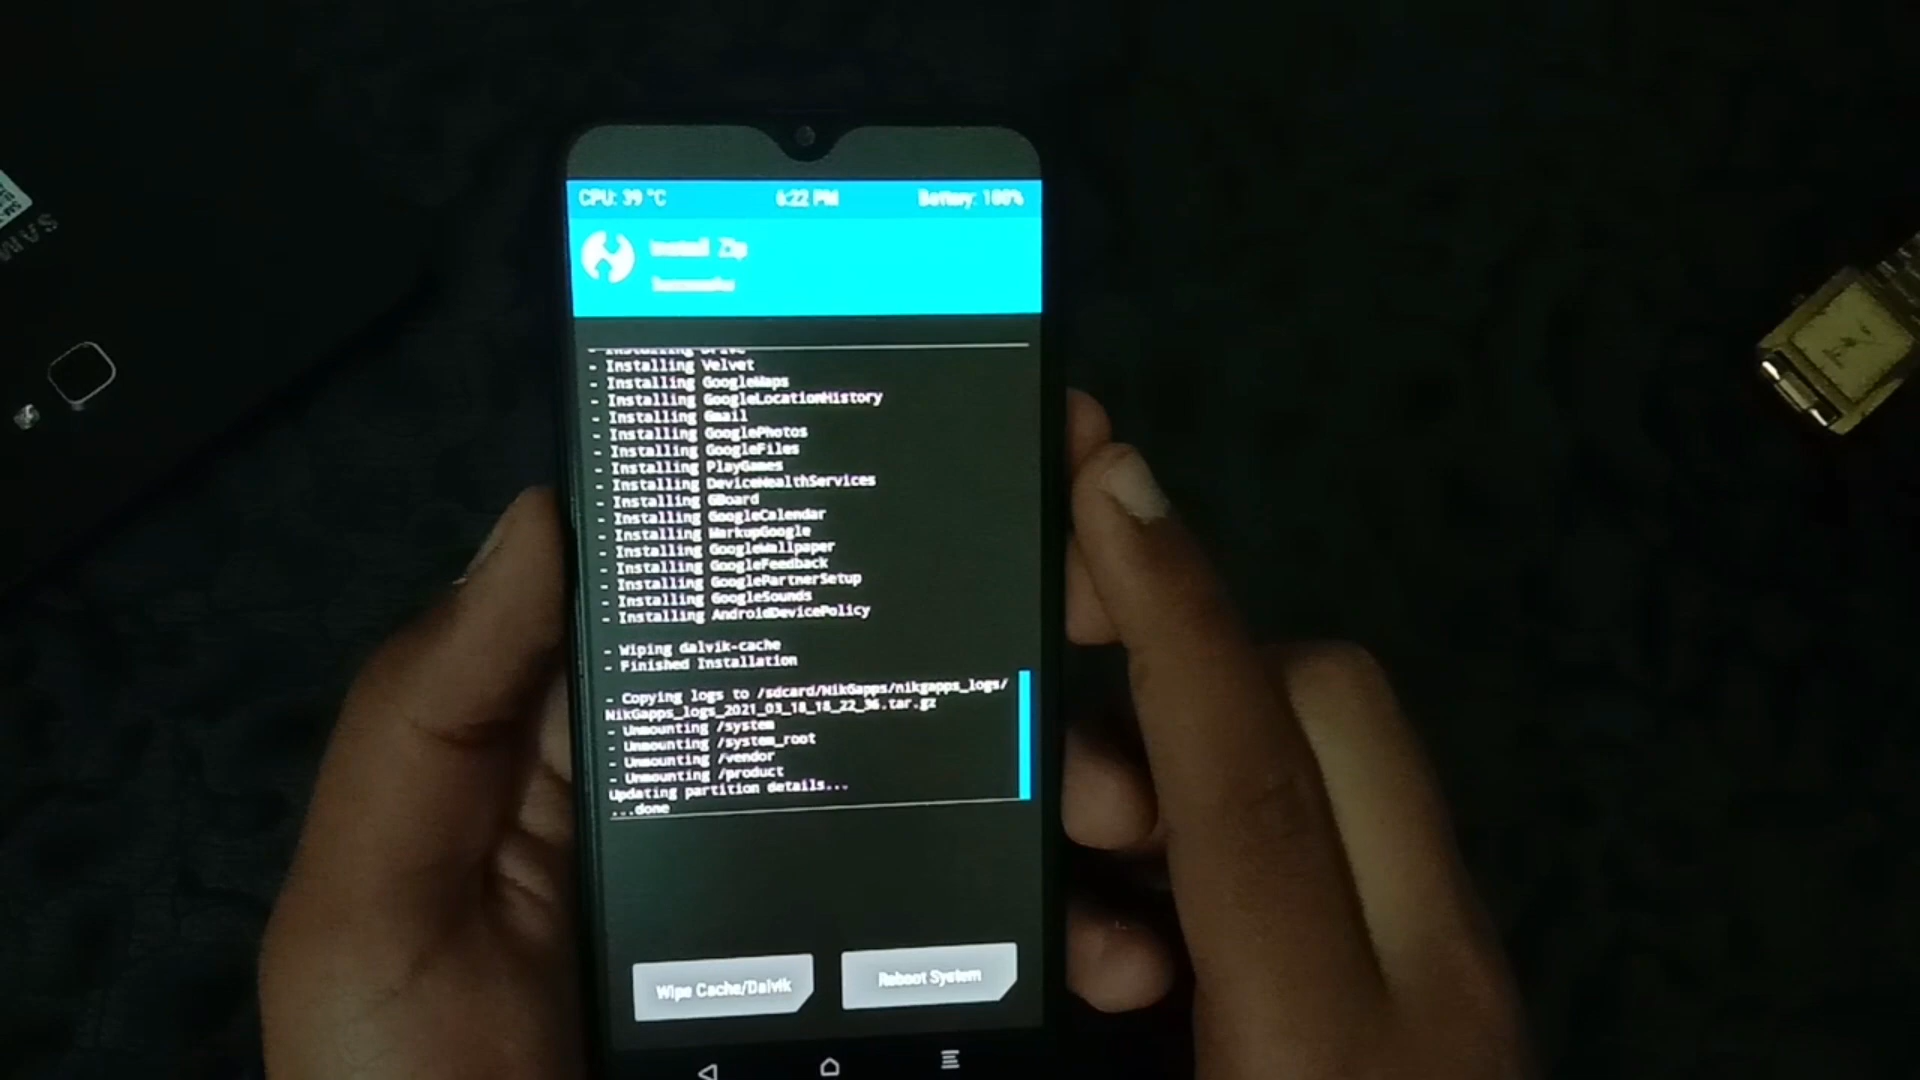 CPU: 39 °C
6:22 PM
Battery: 100%
Install Zip
- Installing Drive
- Installing Velvet
- Installing GoogleMaps
- Installing GoogleLocationHistory
- Installing Gmail
- Installing GooglePhotos
- Installing GoogleFiles
- Installing PlayGames
- Installing DeviceHealthServices
- Installing GBoard
- Installing GoogleCalendar
- Installing MarkupGoogle
- Installing GoogleWallpaper
- Installing GoogleFeedback
- Installing GooglePartnerSetup
- Installing GoogleSounds
- Installing AndroidDevicePolicy
- Wiping dalvik-cache
- Finished Installation
- Copying logs to /sdcard/NikGapps/nikgapps_logs/
NikGapps_logs_2021_03_18_18_22_36.tar.gz
- Unmounting /system
- Unmounting /system_root
- Unmounting /vendor
- Unmounting /product
Updating partition details...
...done
Wipe Cache/Dalvik
Reboot System